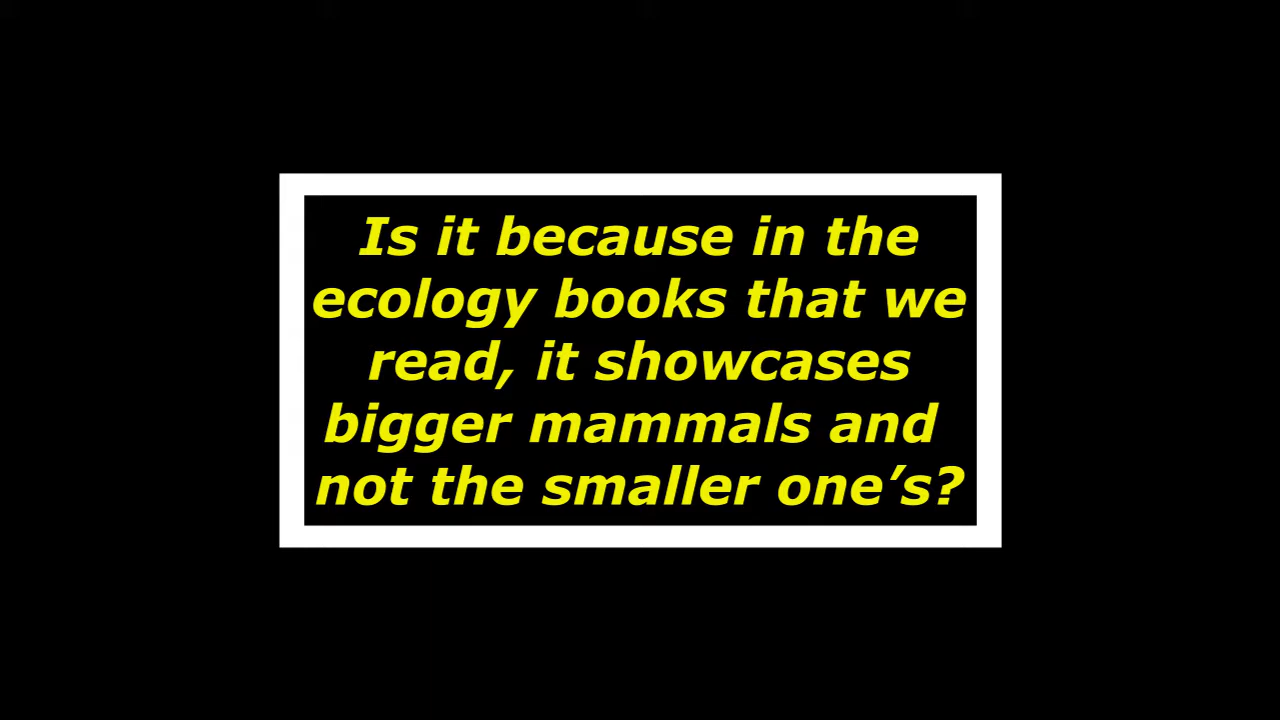 Is it because in the
ecology books that we
read, it showcases
bigger mammals and
not the smaller one’s?